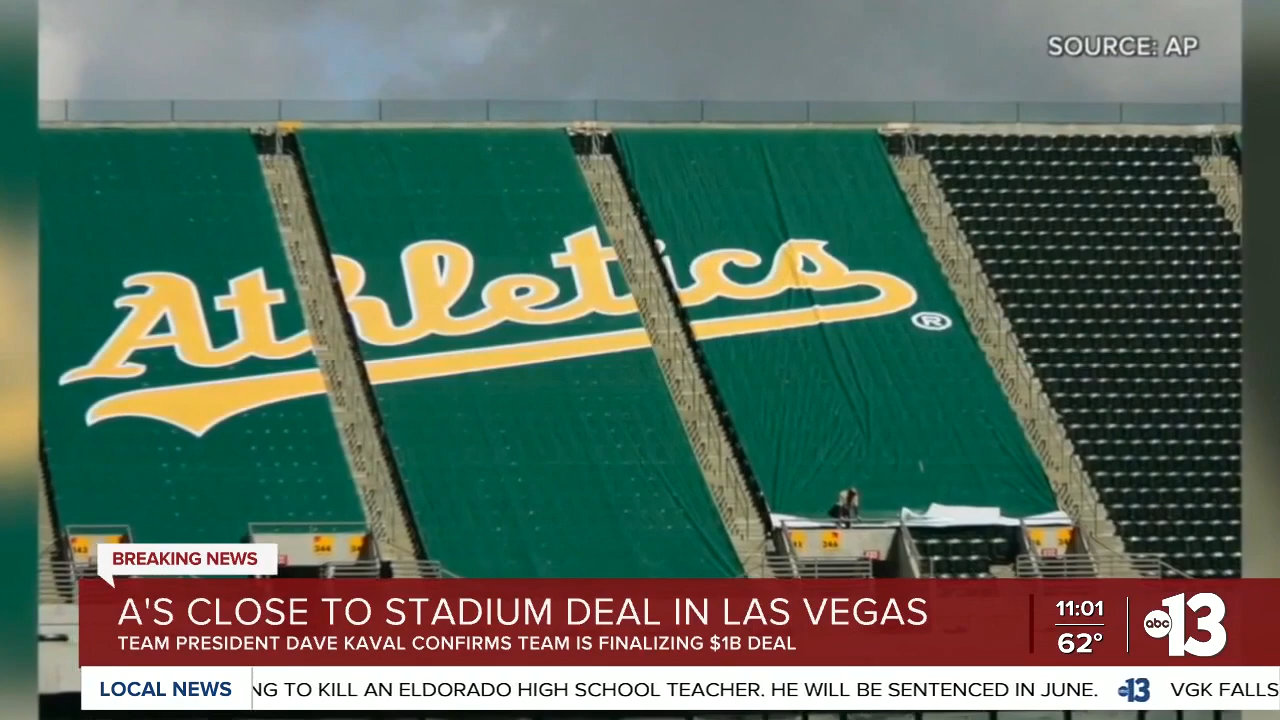 SOURCE: AP
Athletics
®
BREAKING NEWS
A'S CLOSE TO STADIUM DEAL IN LAS VEGAS
TEAM PRESIDENT DAVE KAVAL CONFIRMS TEAM IS FINALIZING $1B DEAL
11:01
62°
abc 13
LOCAL NEWS
NG TO KILL AN ELDORADO HIGH SCHOOL TEACHER. HE WILL BE SENTENCED IN JUNE. abc 13 VGK FALLS